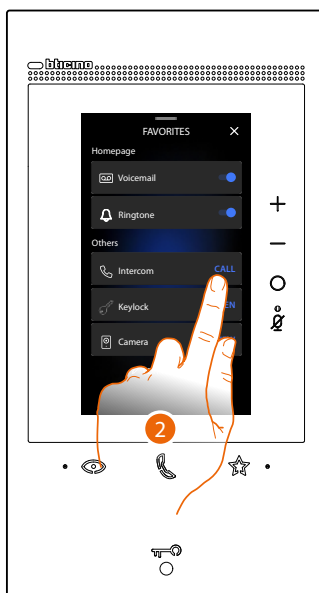 bticino
FAVORITES
Homepage
Voicemail
Ringtone
Others
Intercom CALL
Keylock
Camera
2